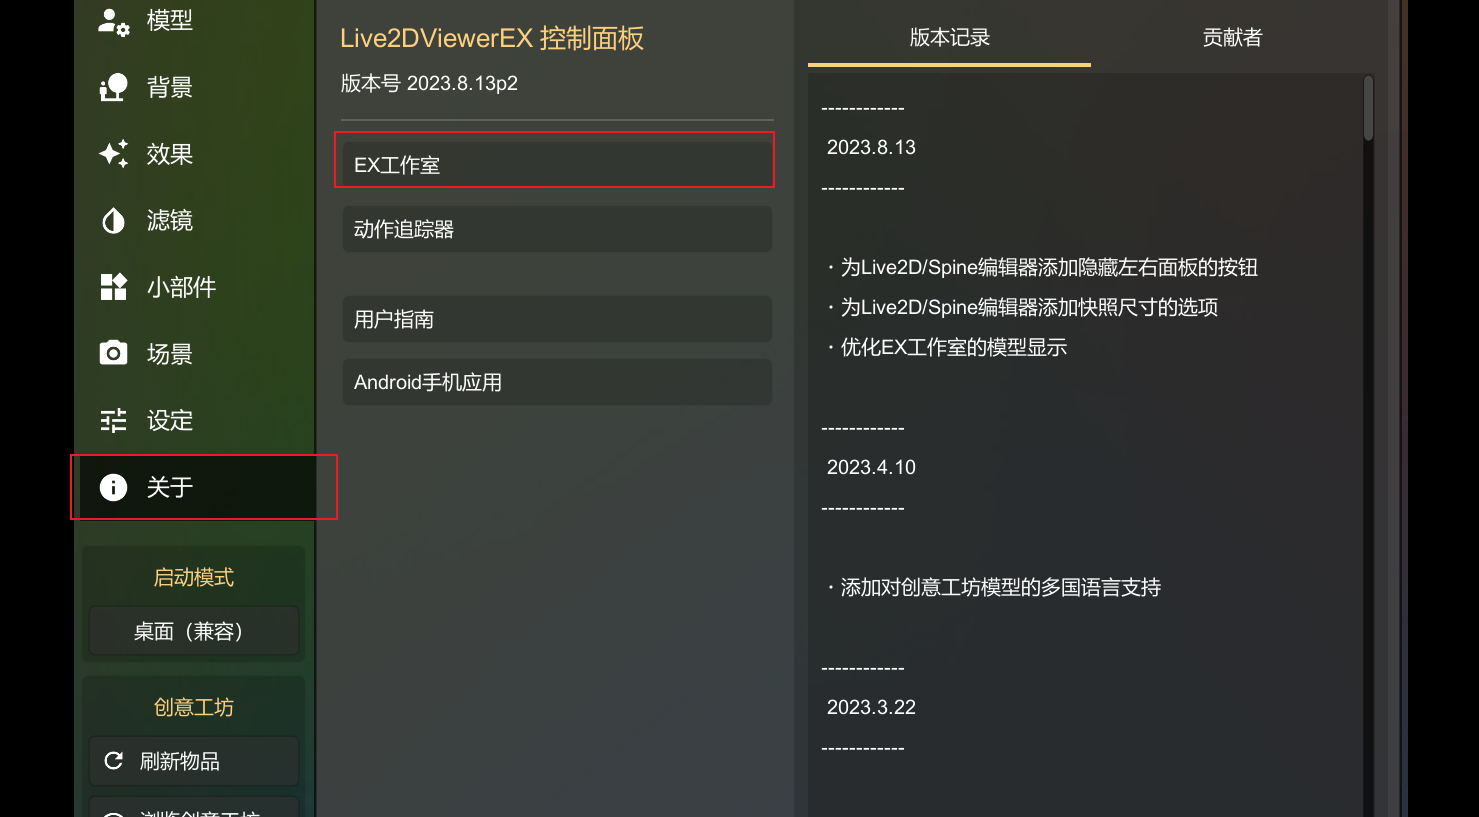 模型
背景
效果
滤镜
小部件
场景
设定
关于
启动模式
桌面（兼容）
创意工坊
刷新物品
浏览创意工坊
Live2DViewerEX 控制面板
版本号 2023.8.13p2
EX工作室
动作追踪器
用户指南
Android手机应用
版本记录
贡献者
------------
2023.8.13
------------
· 为Live2D/Spine编辑器添加隐藏左右面板的按钮
· 为Live2D/Spine编辑器添加快照尺寸的选项
· 优化EX工作室的模型显示
------------
2023.4.10
------------
· 添加对创意工坊模型的多国语言支持
------------
2023.3.22
------------